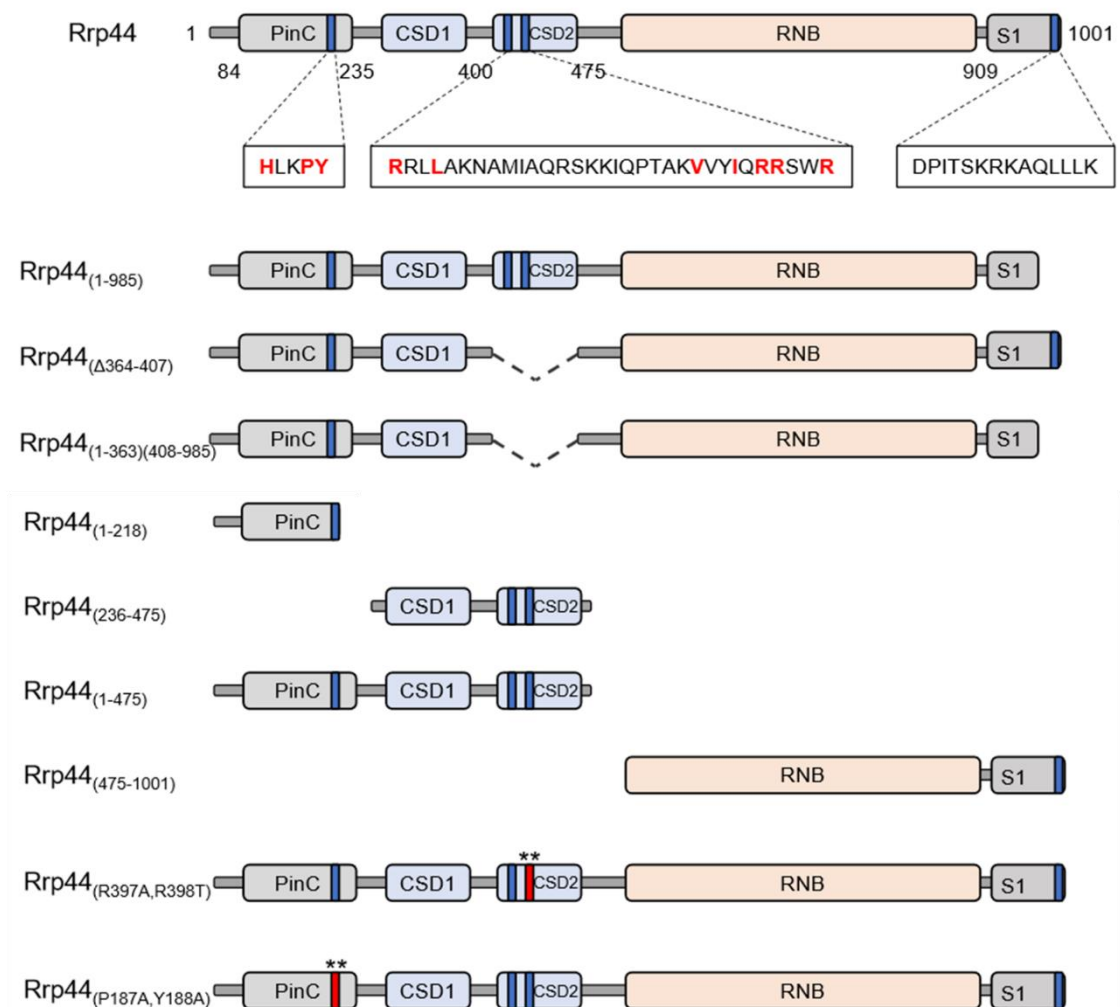 Rrp44 1 PinC CSD1 CSD2 RNB S1 1001
84 235 400 475 909
HLKPY RRLLAKNAMIAQRSKKIQPTAKVVYIQRRSWR DPITSKRKAQLLLK
Rrp44(1-985) PinC CSD1 CSD2 RNB S1
Rrp44(Δ364-407) PinC CSD1 RNB S1
Rrp44(1-363)(408-985) PinC CSD1 RNB S1
Rrp44(1-218) PinC
Rrp44(236-475) CSD1 CSD2
Rrp44(1-475) PinC CSD1 CSD2
Rrp44(475-1001) RNB S1
**
Rrp44(R397A,R398T) PinC CSD1 CSD2 RNB S1
**
Rrp44(P187A,Y188A) PinC CSD1 CSD2 RNB S1